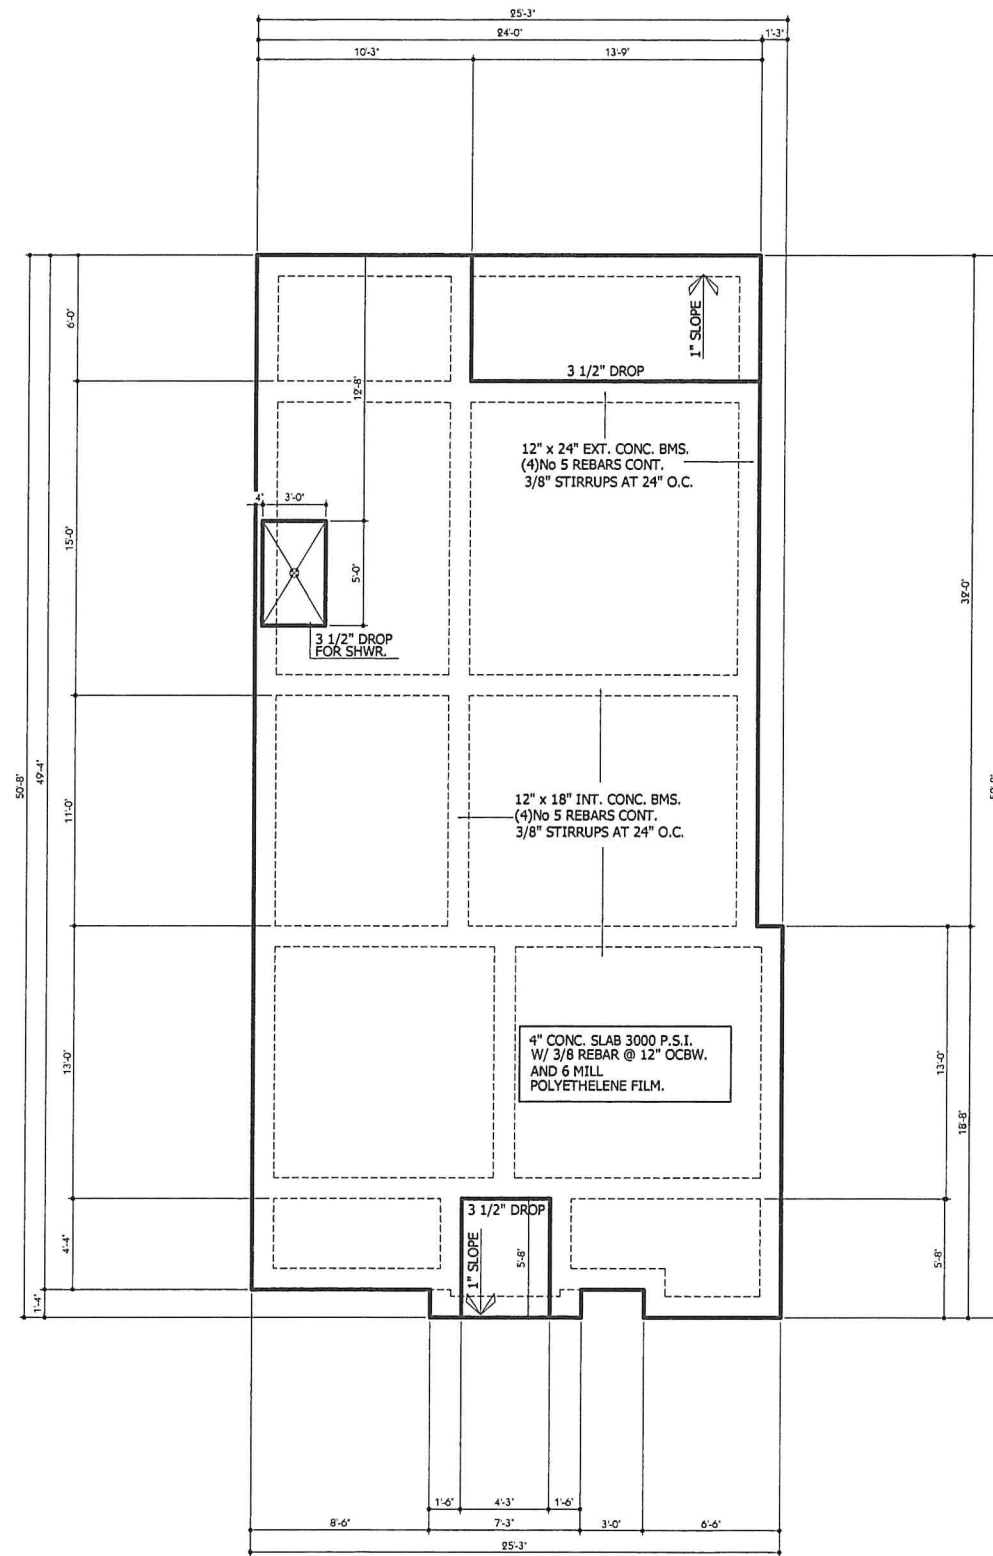 25'-3"
24'-0"
1'-3"
10'-3"
13'-9"
6'-0"
12'-8"
1" SLOPE
3 1/2" DROP
12" x 24" EXT. CONC. BMS.
(4)No 5 REBARS CONT.
3/8" STIRRUPS AT 24" O.C.
4"
3'-0"
15'-0"
5'-0"
32'-0"
3 1/2" DROP
FOR SHWR.
50'-8"
49'-4"
11'-0"
12" x 18" INT. CONC. BMS.
(4)No 5 REBARS CONT.
3/8" STIRRUPS AT 24" O.C.
4" CONC. SLAB 3000 P.S.I.
W/ 3/8 REBAR @ 12" OCBW.
AND 6 MILL
POLYETHELENE FILM.
13'-0"
13'-0"
18'-8"
3 1/2" DROP
1" SLOPE
5'-8"
4'-4"
5'-8"
1'-4"
1'-6"
4'-3"
1'-6"
8'-6"
7'-3"
3'-0"
6'-6"
25'-3"